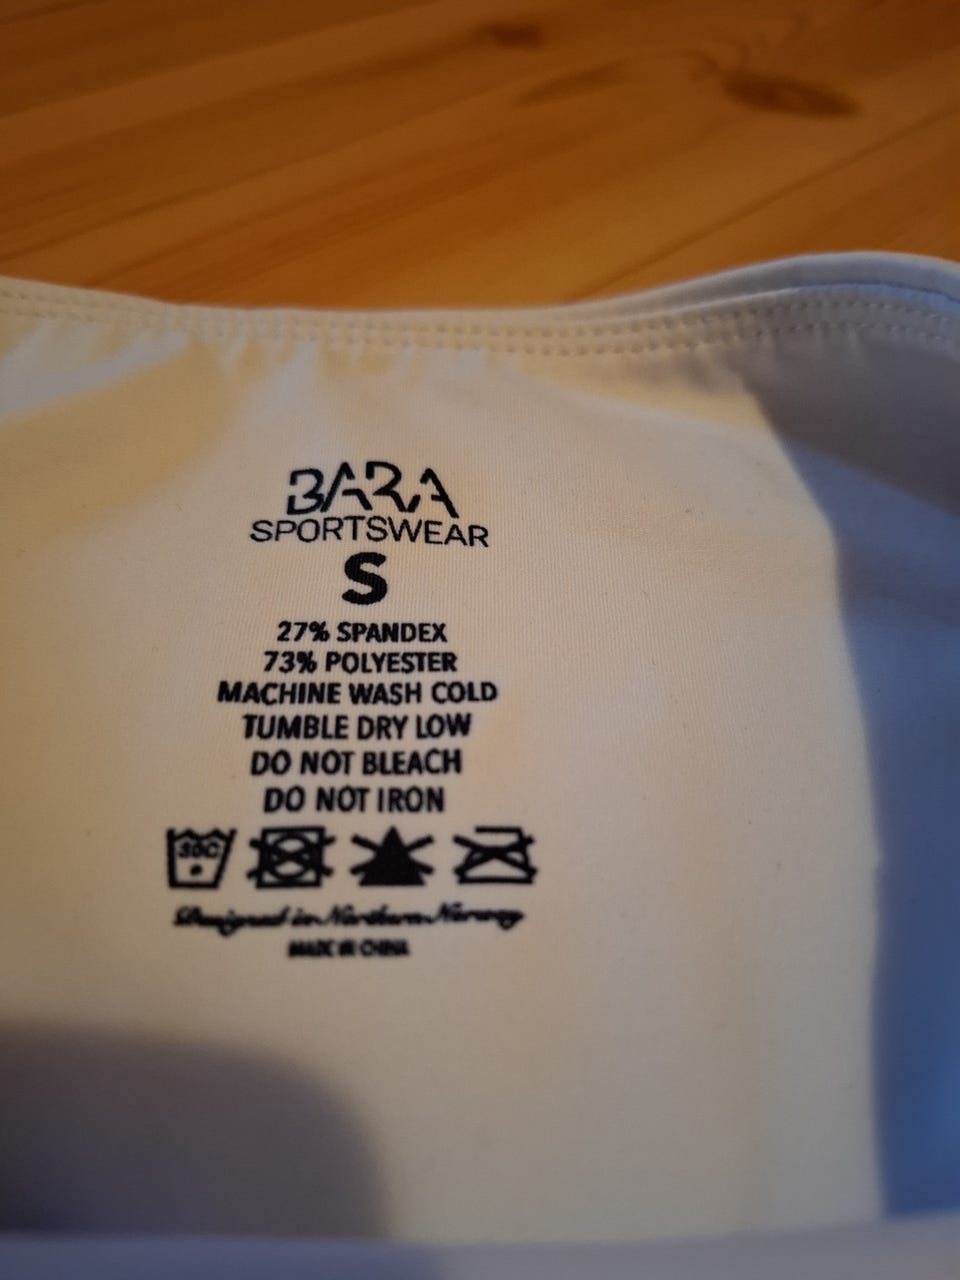 BARA
SPORTSWEAR
S
27% SPANDEX
73% POLYESTER
MACHINE WASH COLD
TUMBLE DRY LOW
DO NOT BLEACH
DO NOT IRON
30C
Designed in Northern Norway
MADE IN CHINA